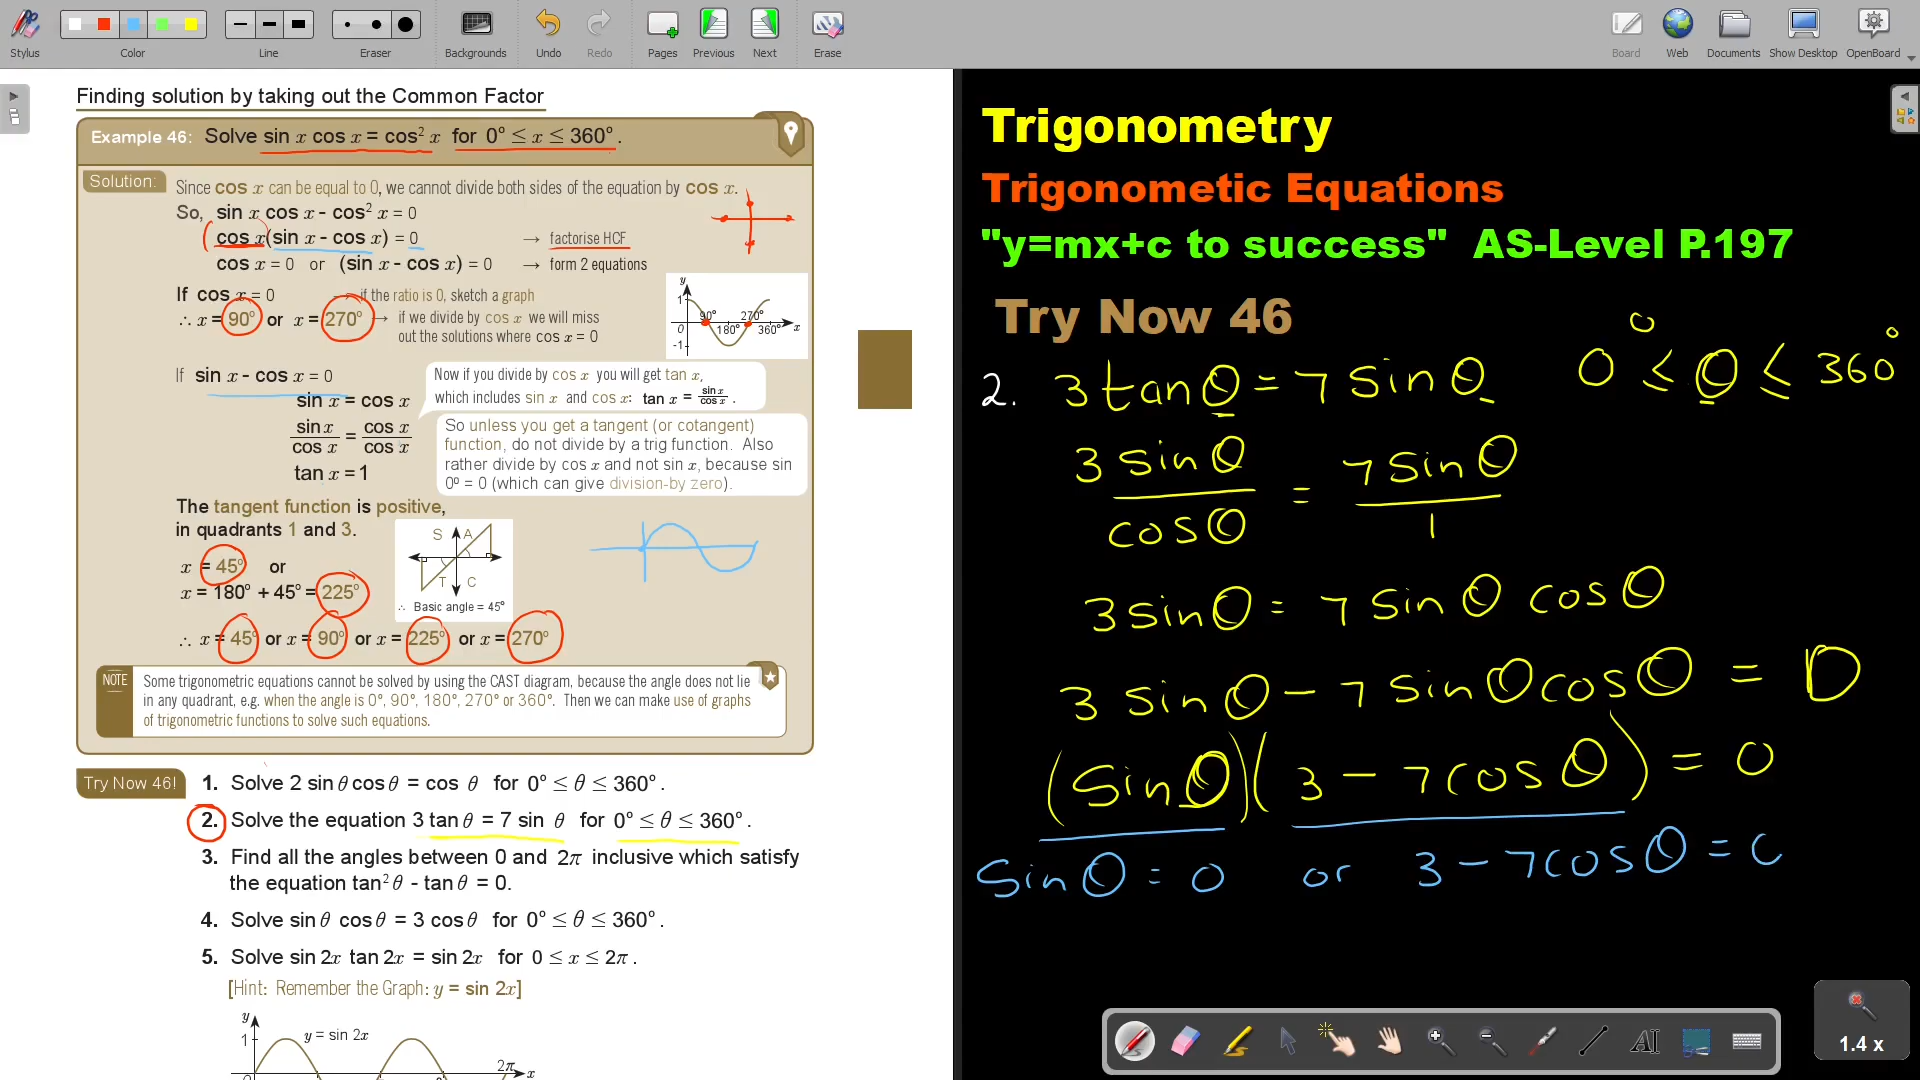 Stylus Color Line Eraser Backgrounds Undo Redo Pages Previous Next Erase Board Web Documents Show Desktop OpenBoard
Finding solution by taking out the Common Factor
Example 46: Solve sin x cos x = cos² x for 0° ≤ x ≤ 360°.
Solution: Since cos x can be equal to 0, we cannot divide both sides of the equation by cos x.
So, sin x cos x - cos² x = 0
cos x(sin x - cos x) = 0 → factorise HCF
cos x = 0 or (sin x - cos x) = 0 → form 2 equations
If cos x = 0 → if the ratio is 0, sketch a graph
∴ x = 90° or x = 270° → if we divide by cos x we will miss
out the solutions where cos x = 0
y
1
90° 270°
0 180° 360° x
-1
If sin x - cos x = 0
sin x = cos x
sin x / cos x = cos x / cos x
tan x = 1
Now if you divide by cos x you will get tan x,
which includes sin x and cos x: tan x = sin x / cos x .
So unless you get a tangent (or cotangent)
function, do not divide by a trig function. Also
rather divide by cos x and not sin x, because sin
0º = 0 (which can give division-by zero).
The tangent function is positive,
in quadrants 1 and 3.
x = 45° or
x = 180° + 45° = 225°
S A
T C
∴ Basic angle = 45°
∴ x = 45° or x = 90° or x = 225° or x = 270°
NOTE Some trigonometric equations cannot be solved by using the CAST diagram, because the angle does not lie
in any quadrant, e.g. when the angle is 0°, 90°, 180°, 270° or 360°. Then we can make use of graphs
of trigonometric functions to solve such equations.
Try Now 46! 1. Solve 2 sin θ cos θ = cos θ for 0° ≤ θ ≤ 360°.
2. Solve the equation 3 tan θ = 7 sin θ for 0° ≤ θ ≤ 360°.
3. Find all the angles between 0 and 2π inclusive which satisfy
the equation tan² θ - tan θ = 0.
4. Solve sin θ cos θ = 3 cos θ for 0° ≤ θ ≤ 360°.
5. Solve sin 2x tan 2x = sin 2x for 0 ≤ x ≤ 2π.
[Hint: Remember the Graph: y = sin 2x]
y
1 y = sin 2x
2π x
Trigonometry
Trigonometic Equations
"y=mx+c to success" AS-Level P.197
Try Now 46
2. 3 tan θ = 7 sin θ 0° ≤ θ ≤ 360°
3 sin θ / cos θ = 7 sin θ / 1
3 sin θ = 7 sin θ cos θ
3 sin θ - 7 sin θ cos θ = 0
(sin θ)(3 - 7 cos θ) = 0
sin θ = 0 or 3 - 7 cos θ = 0
AI
1.4 x